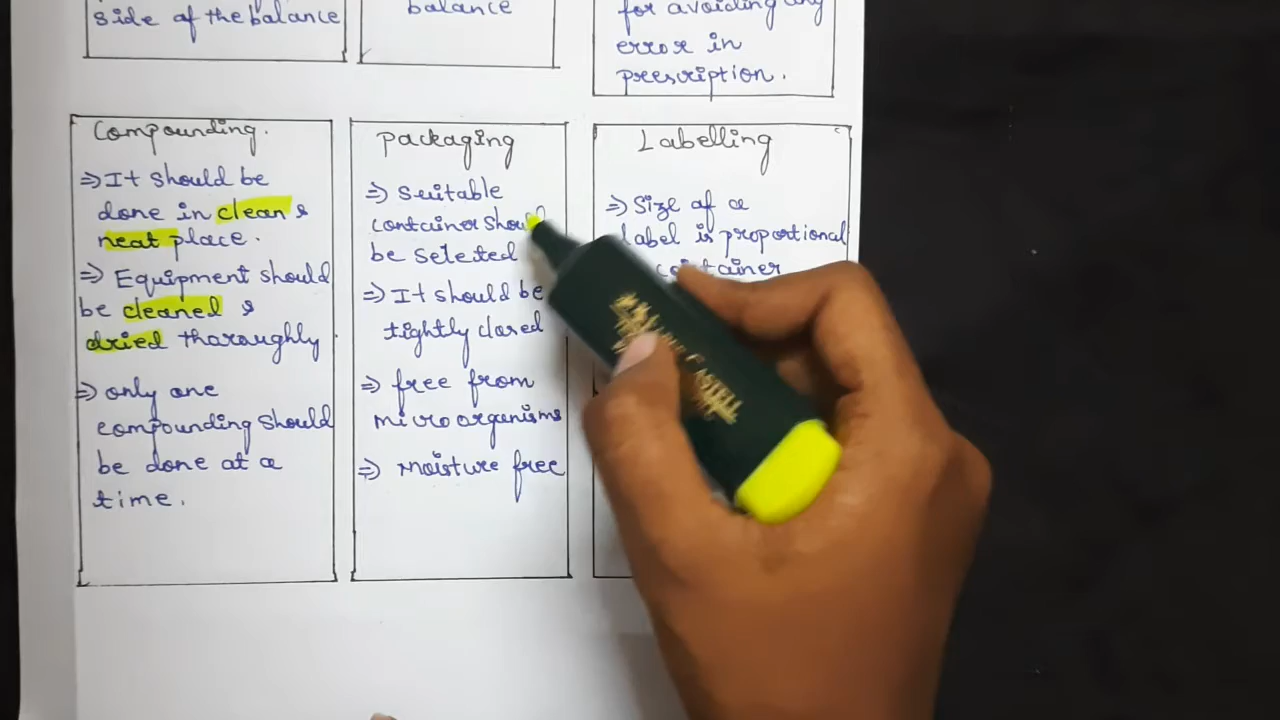 side of the balance
balance
for avoiding any
error in
preescription.
Compounding.
⇒ It should be
done in clean &
neat place.
⇒ Equipment should
be cleaned &
dried thoroughly
⇒ only one
compounding should
be done at a
time.
Packaging
⇒ Suitable
container should
be seleted
⇒ It should be
tightly closed
⇒ free from
micro organisms
⇒ Moisture free
Labelling
⇒ Size of a
label is proportional
container